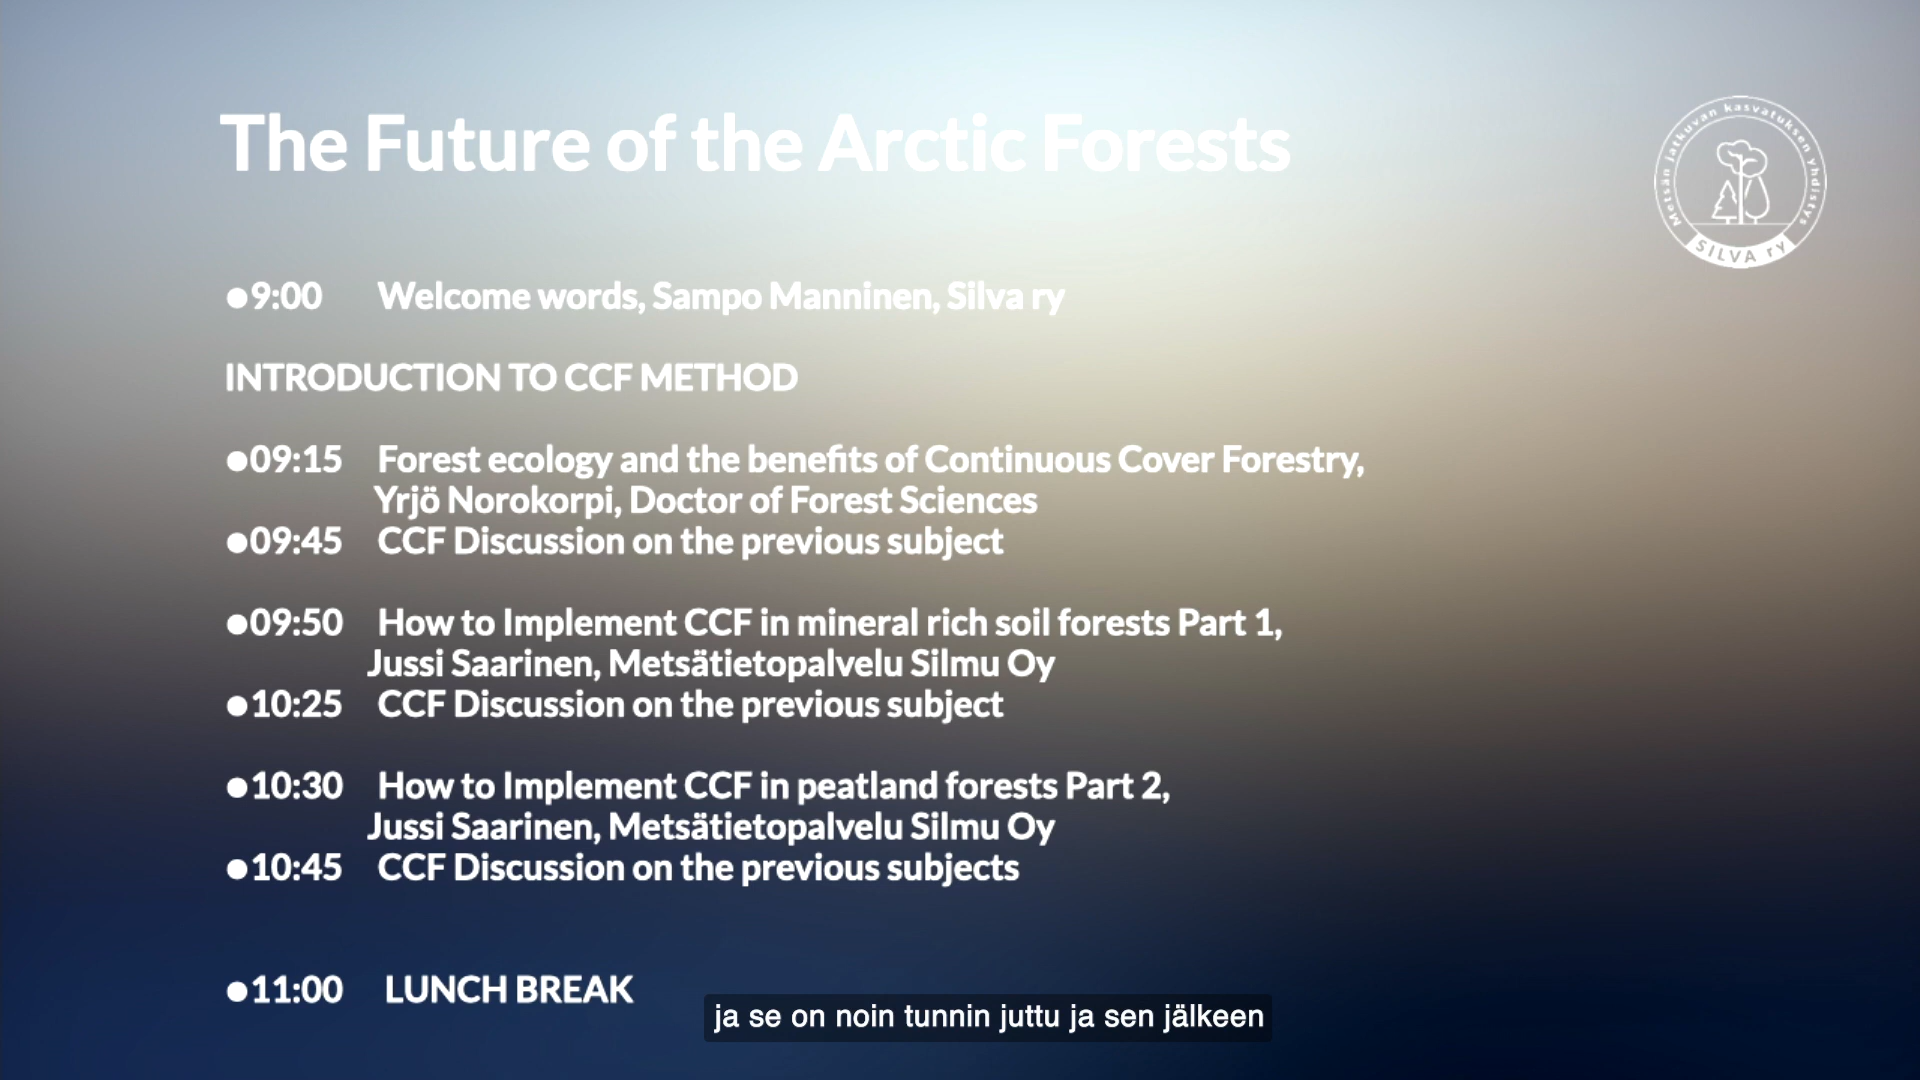 The Future of the Arctic Forests
Metsän jatkuvan kasvatuksen yhdistys
SILVA ry
●9:00 Welcome words, Sampo Manninen, Silva ry
INTRODUCTION TO CCF METHOD
●09:15 Forest ecology and the benefits of Continuous Cover Forestry,
Yrjö Norokorpi, Doctor of Forest Sciences
●09:45 CCF Discussion on the previous subject
●09:50 How to Implement CCF in mineral rich soil forests Part 1,
Jussi Saarinen, Metsätietopalvelu Silmu Oy
●10:25 CCF Discussion on the previous subject
●10:30 How to Implement CCF in peatland forests Part 2,
Jussi Saarinen, Metsätietopalvelu Silmu Oy
●10:45 CCF Discussion on the previous subjects
●11:00 LUNCH BREAK
ja se on noin tunnin juttu ja sen jälkeen